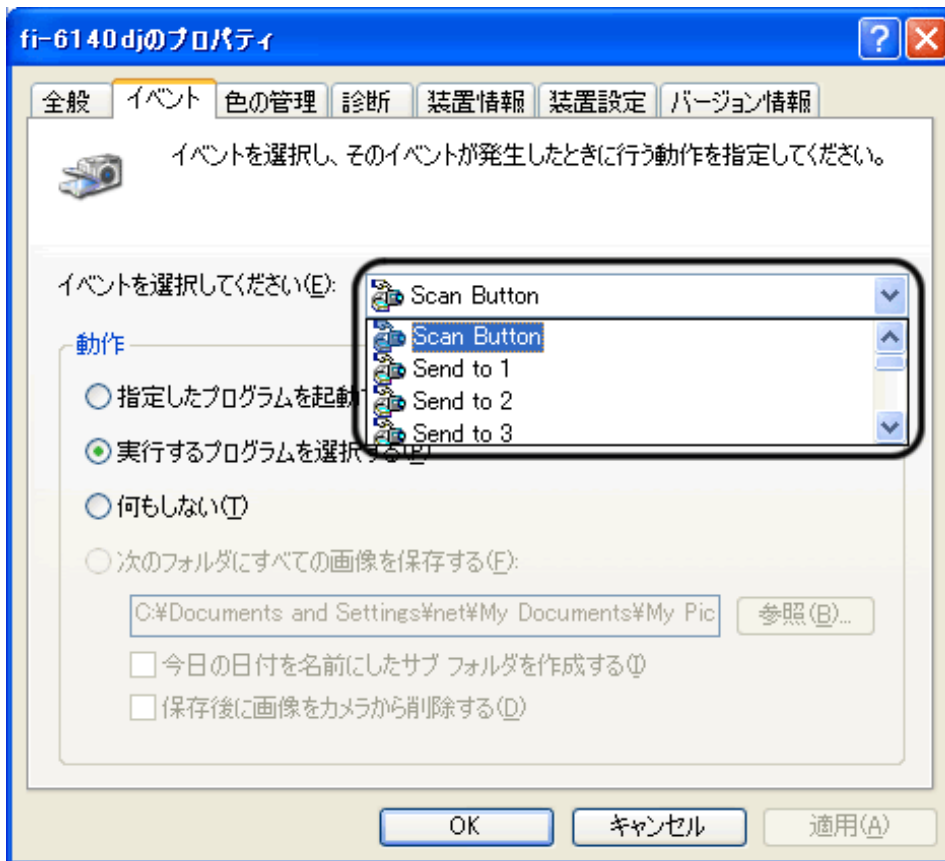 fi-6140djのプロパティ
全般 イベント 色の管理 診断 装置情報 装置設定 バージョン情報
イベントを選択し、そのイベントが発生したときに行う動作を指定してください。
イベントを選択してください(E): Scan Button
Scan Button
Send to 1
Send to 2
Send to 3
動作
指定したプログラムを起動
実行するプログラムを選択する(P)
何もしない(T)
次のフォルダにすべての画像を保存する(F):
C:¥Documents and Settings¥net¥My Documents¥My Pic 参照(B)...
今日の日付を名前にしたサブ フォルダを作成する(I)
保存後に画像をカメラから削除する(D)
OK キャンセル 適用(A)